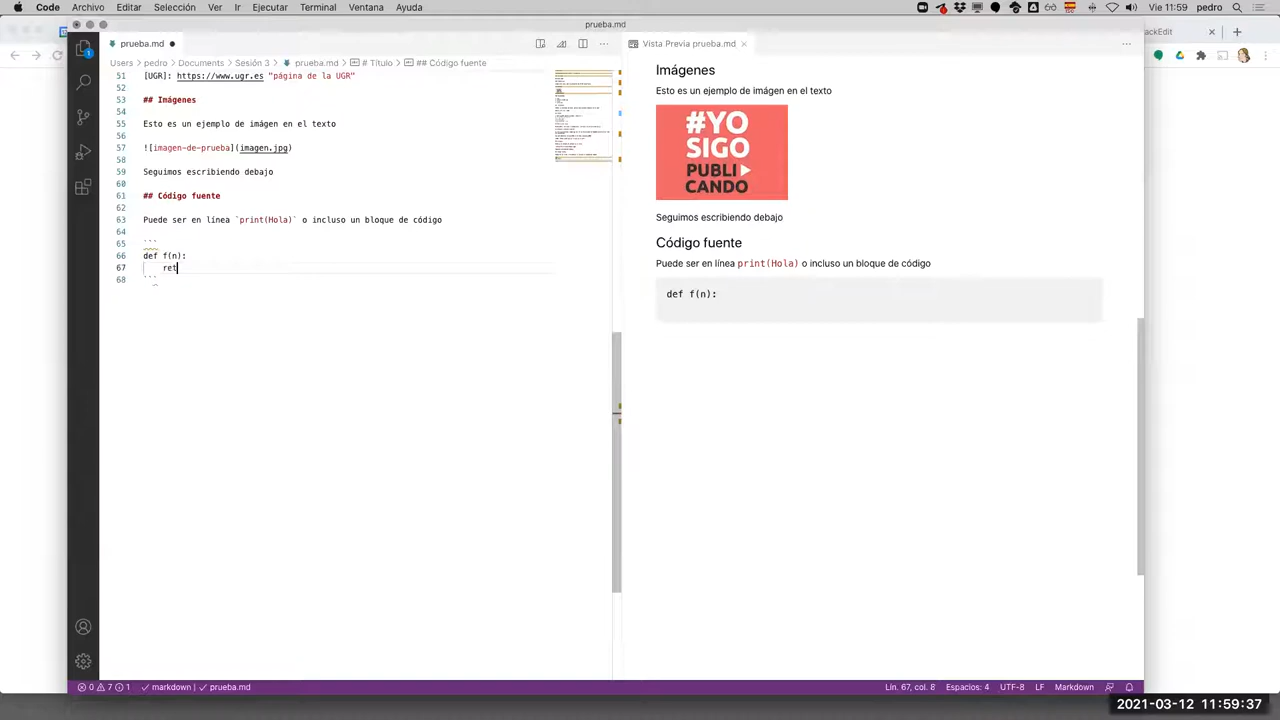 Code Archivo Editar Selección Ver Ir Ejecutar Terminal Ventana Ayuda
Vie 11:59 Pedro
prueba.md
prueba.md
Vista Previa prueba.md
ckEdit
Users > pedro > Documents > Sesión 3 > prueba.md > # Título > ## Código fuente
51 [UGR]: https://www.ugr.es
52
53 ## Imágenes
54
55 Esto es un ejemplo de imágen en el texto
56
57 ![imagen-de-prueba](imagen.jpg)
58
59 Seguimos escribiendo debajo
60
61 ## Código fuente
62
63 Puede ser en línea `print(Hola)` o incluso un bloque de código
64
65 ```
66 def f(n):
67 ret
68 ```
Imágenes
Esto es un ejemplo de imágen en el texto
#YO
SIGO
PUBLI
CANDO
Seguimos escribiendo debajo
Código fuente
Puede ser en línea print(Hola) o incluso un bloque de código
def f(n):
1
0 7 1 markdown | prueba.md
Lín. 67, col. 8 Espacios: 4 UTF-8 LF Markdown
2021-03-12 11:59:37